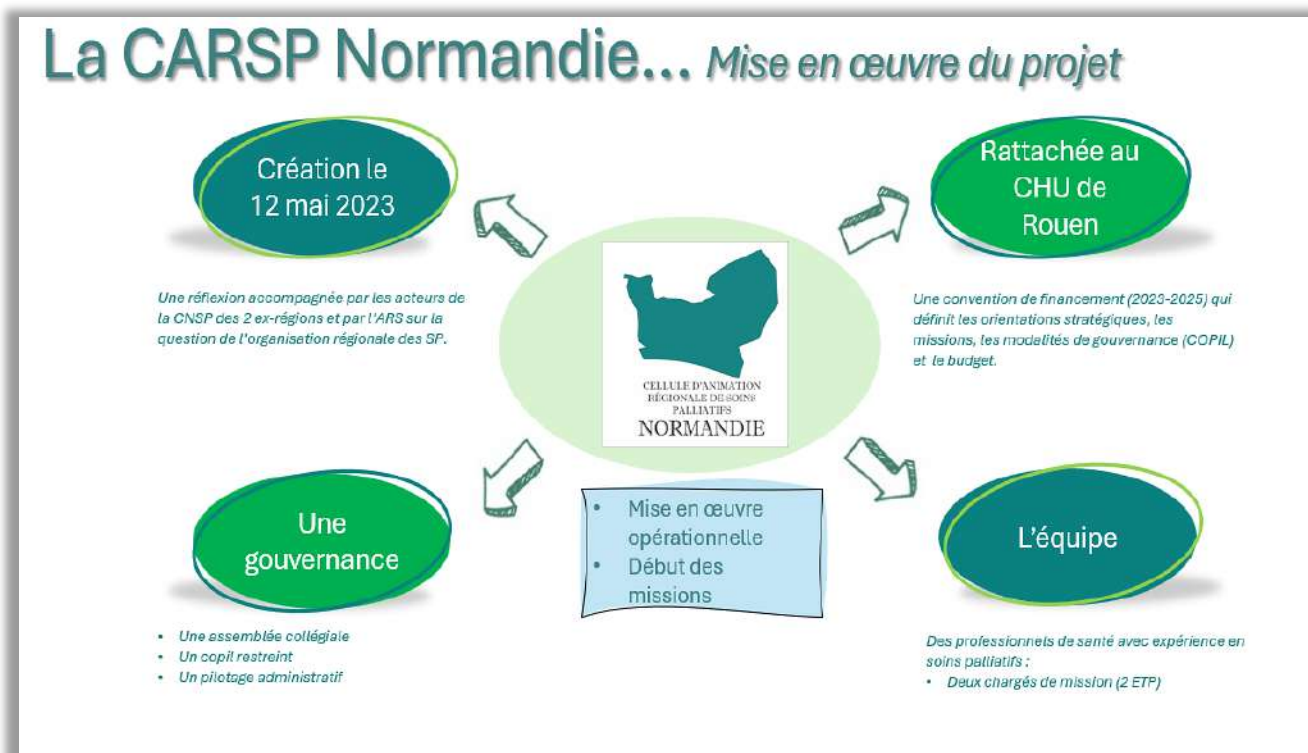 La CARSP Normandie... Mise en œuvre du projet
Création le
12 mai 2023
Une réflexion accompagnée par les acteurs de
la CNSP des 2 ex-régions et par l'ARS sur la
question de l'organisation régionale des SP.
Rattachée au
CHU de
Rouen
Une convention de financement (2023-2025) qui
définit les orientations stratégiques, les
missions, les modalités de gouvernance (COPIL)
et le budget.
CELLULE D'ANIMATION
RÉGIONALE DE SOINS
PALLIATIFS
NORMANDIE
Une
gouvernance
• Une assemblée collégiale
• Un copil restreint
• Un pilotage administratif
• Mise en œuvre
opérationnelle
• Début des
missions
L'équipe
Des professionnels de santé avec expérience en
soins palliatifs :
• Deux chargés de mission (2 ETP)